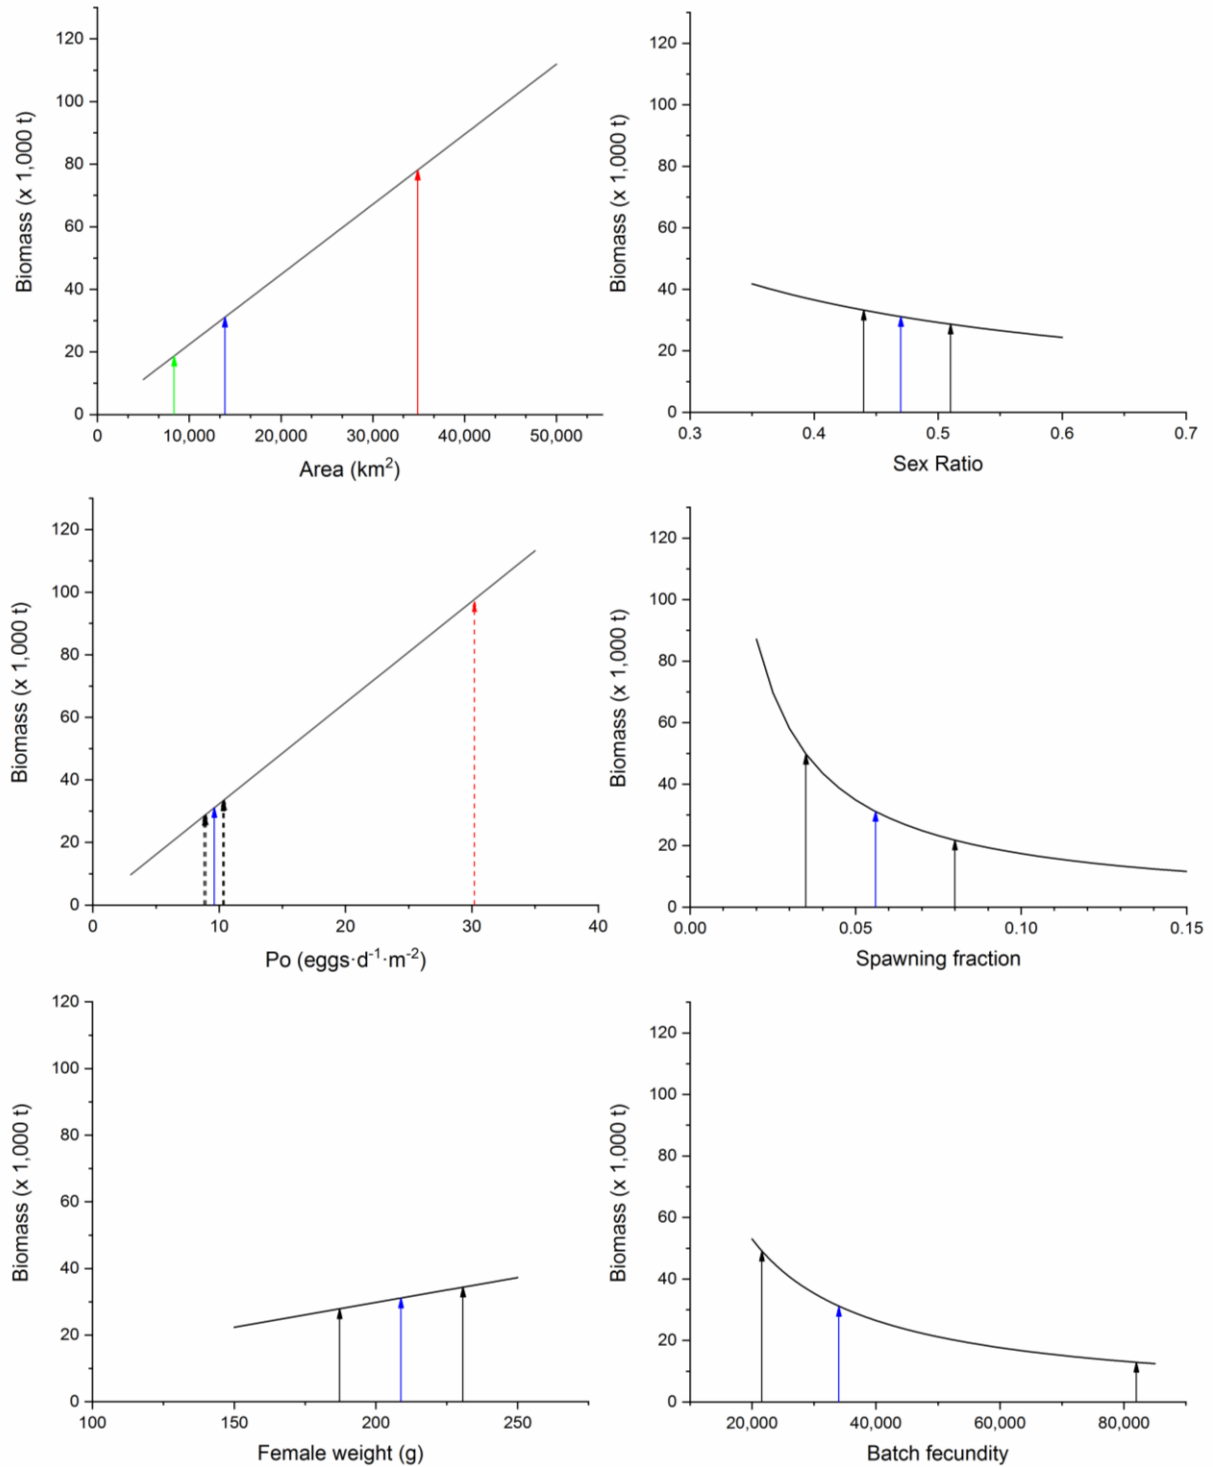 Biomass (x 1,000 t)
120
100
80
60
40
20
0
0 10,000 20,000 30,000 40,000 50,000
Area (km²)
Biomass (x 1,000 t)
120
100
80
60
40
20
0
0.3 0.4 0.5 0.6 0.7
Sex Ratio
Biomass (x 1,000 t)
120
100
80
60
40
20
0
0 10 20 30 40
Po (eggs·d⁻¹·m⁻²)
Biomass (x 1,000 t)
120
100
80
60
40
20
0
0.00 0.05 0.10 0.15
Spawning fraction
Biomass (x 1,000 t)
120
100
80
60
40
20
0
100 150 200 250
Female weight (g)
Biomass (x 1,000 t)
120
100
80
60
40
20
0
20,000 40,000 60,000 80,000
Batch fecundity